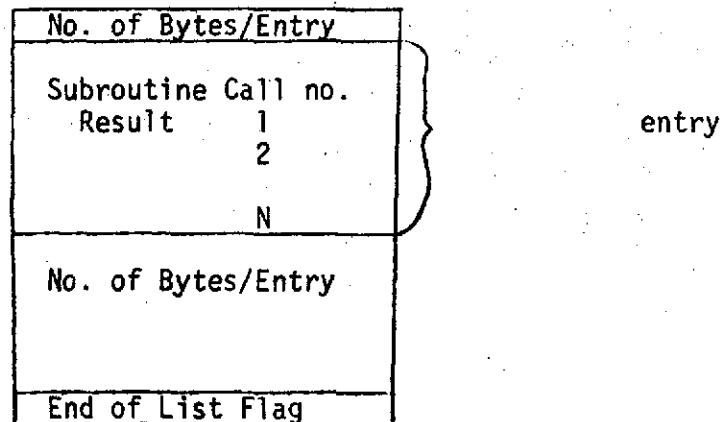 No. of Bytes/Entry
Subroutine Call no.
Result 1
2
N
entry
No. of Bytes/Entry
End of List Flag